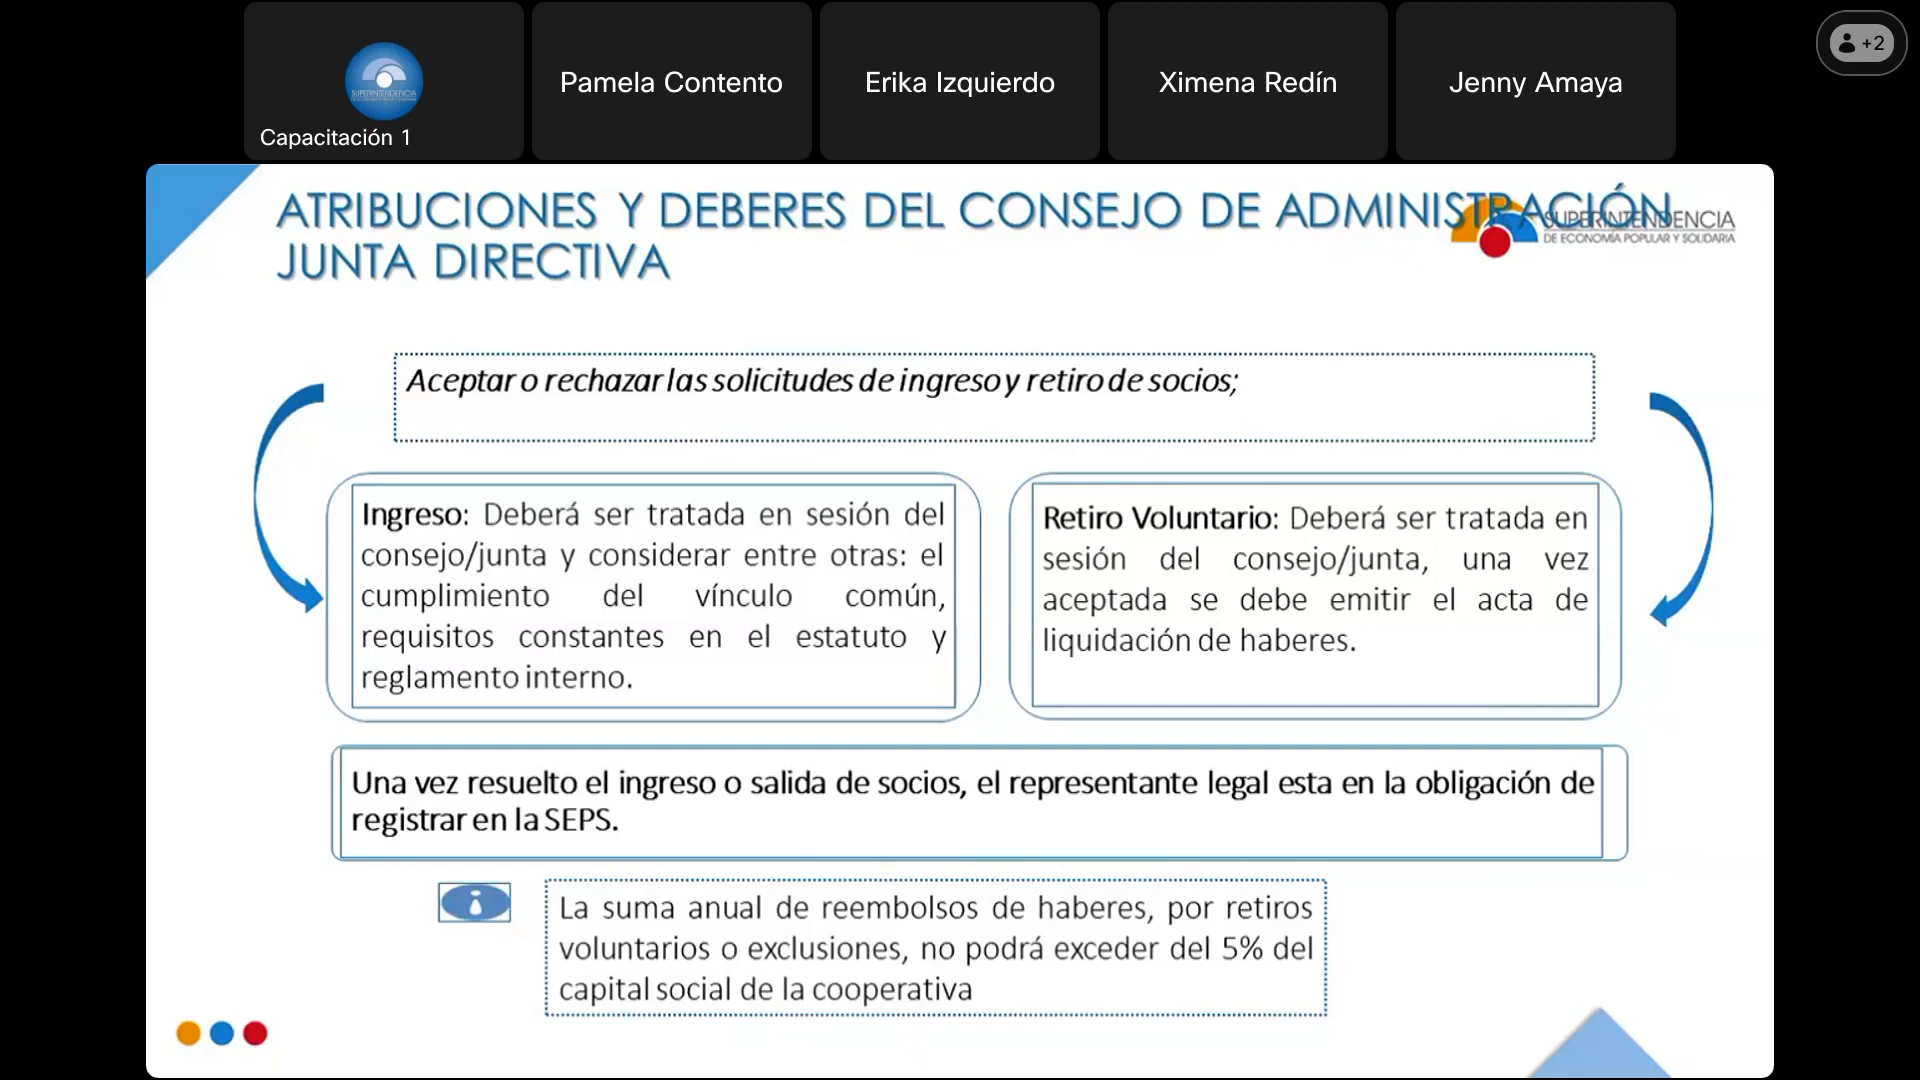 +2
Pamela Contento
Erika Izquierdo
Ximena Redín
Jenny Amaya
SUPERINTENDENCIA
Capacitación 1
ATRIBUCIONES Y DEBERES DEL CONSEJO DE ADMINISTRACIÓN
JUNTA DIRECTIVA
SUPERINTENDENCIA
DE ECONOMÍA POPULAR Y SOLIDARIA
Aceptar o rechazar las solicitudes de ingreso y retiro de socios;
Ingreso: Deberá ser tratada en sesión del
consejo/junta y considerar entre otras: el
cumplimiento del vínculo común,
requisitos constantes en el estatuto y
reglamento interno.
Retiro Voluntario: Deberá ser tratada en
sesión del consejo/junta, una vez
aceptada se debe emitir el acta de
liquidación de haberes.
Una vez resuelto el ingreso o salida de socios, el representante legal esta en la obligación de
registrar en la SEPS.
La suma anual de reembolsos de haberes, por retiros
voluntarios o exclusiones, no podrá exceder del 5% del
capital social de la cooperativa